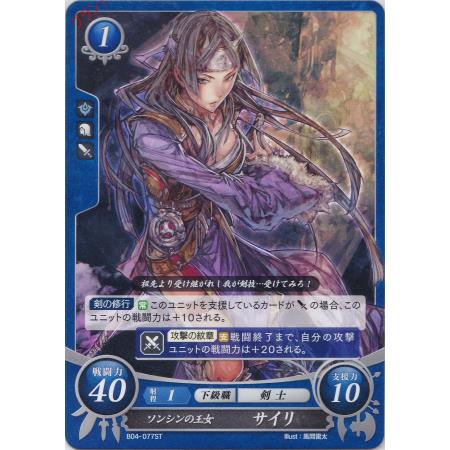 1
祖先より受け継がれし我が剣技…受けてみろ！
剣の修行 常 このユニットを支援しているカードが の場合、この
ユニットの戦闘力は＋10される。
攻撃の紋章 支 戦闘終了まで、自分の攻撃
ユニットの戦闘力は＋20される。
戦闘力
40
射程 1 下級職 剣士
支援力
10
ソンシンの王女 サイリ
B04-077ST
Illust：風間雷太